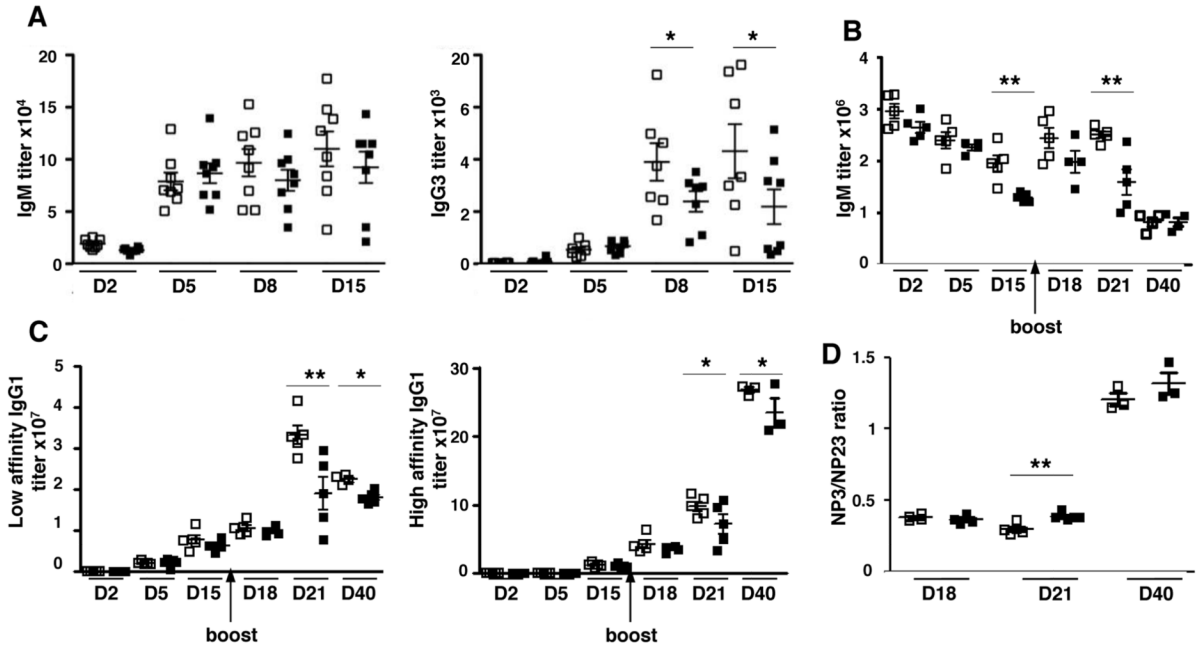 A
IgM titer x10⁴
20
15
10
5
0
D2 D5 D8 D15
IgG3 titer x10³
20
6
4
2
0
* *
D2 D5 D8 D15
B
IgM titer x10⁶
4
3
2
1
0
** **
D2 D5 D15 D18 D21 D40
boost
C
Low affinity IgG1
titer x10⁷
5
4
3
2
1
0
** *
D2 D5 D15 D18 D21 D40
boost
High affinity IgG1
titer x10⁷
30
20
10
0
* *
D2 D5 D15 D18 D21 D40
boost
D
NP3/NP23 ratio
1.5
1
0.5
0
**
D18 D21 D40